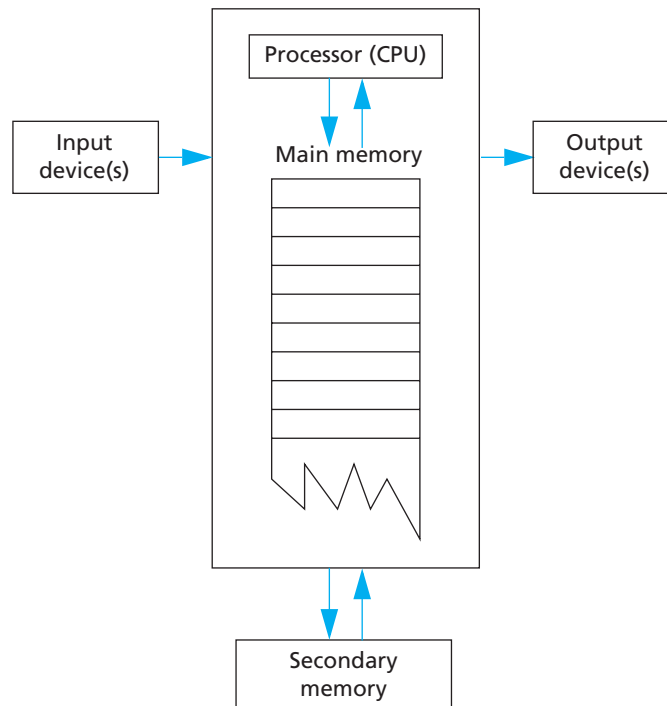 Processor (CPU)
Input
device(s)
Main memory
Output
device(s)
Secondary
memory